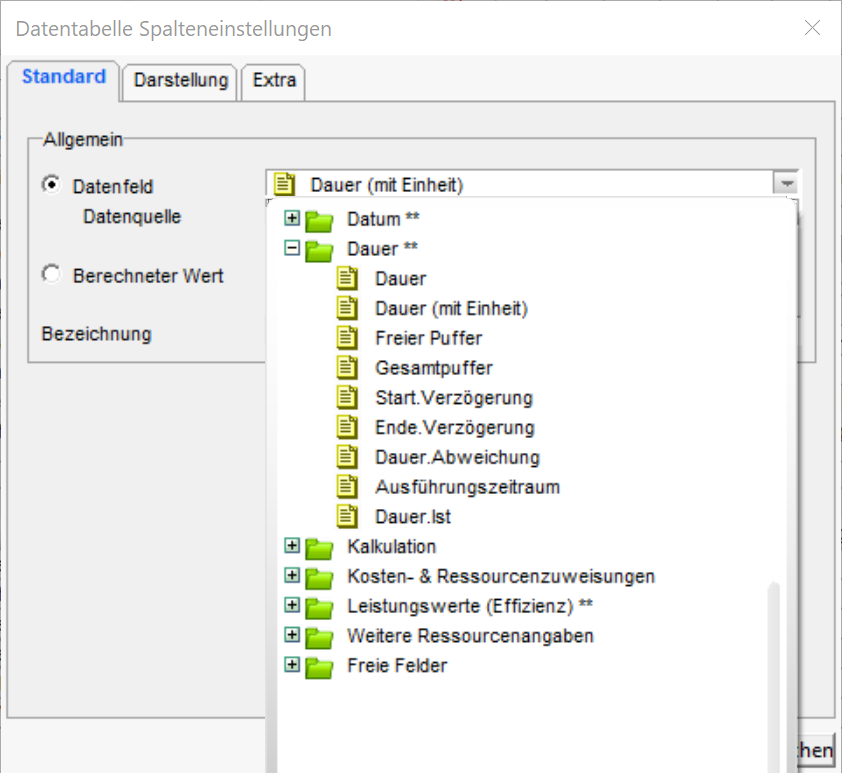 Datentabelle Spalteneinstellungen
Standard
Darstellung
Extra
Allgemein
Datenfeld
Dauer (mit Einheit)
Datenquelle
Datum **
Dauer **
Berechneter Wert
Dauer
Dauer (mit Einheit)
Bezeichnung
Freier Puffer
Gesamtpuffer
Start.Verzögerung
Ende.Verzögerung
Dauer.Abweichung
Ausführungszeitraum
Dauer.Ist
Kalkulation
Kosten- & Ressourcenzuweisungen
Leistungswerte (Effizienz) **
Weitere Ressourcenangaben
Freie Felder